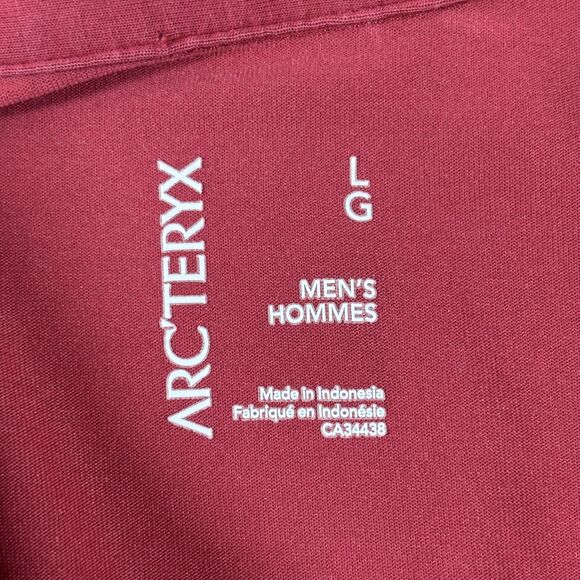 ARC'TERYX
L
G
MEN'S
HOMMES
Made in Indonesia
Fabriqué en Indonésie
CA34438